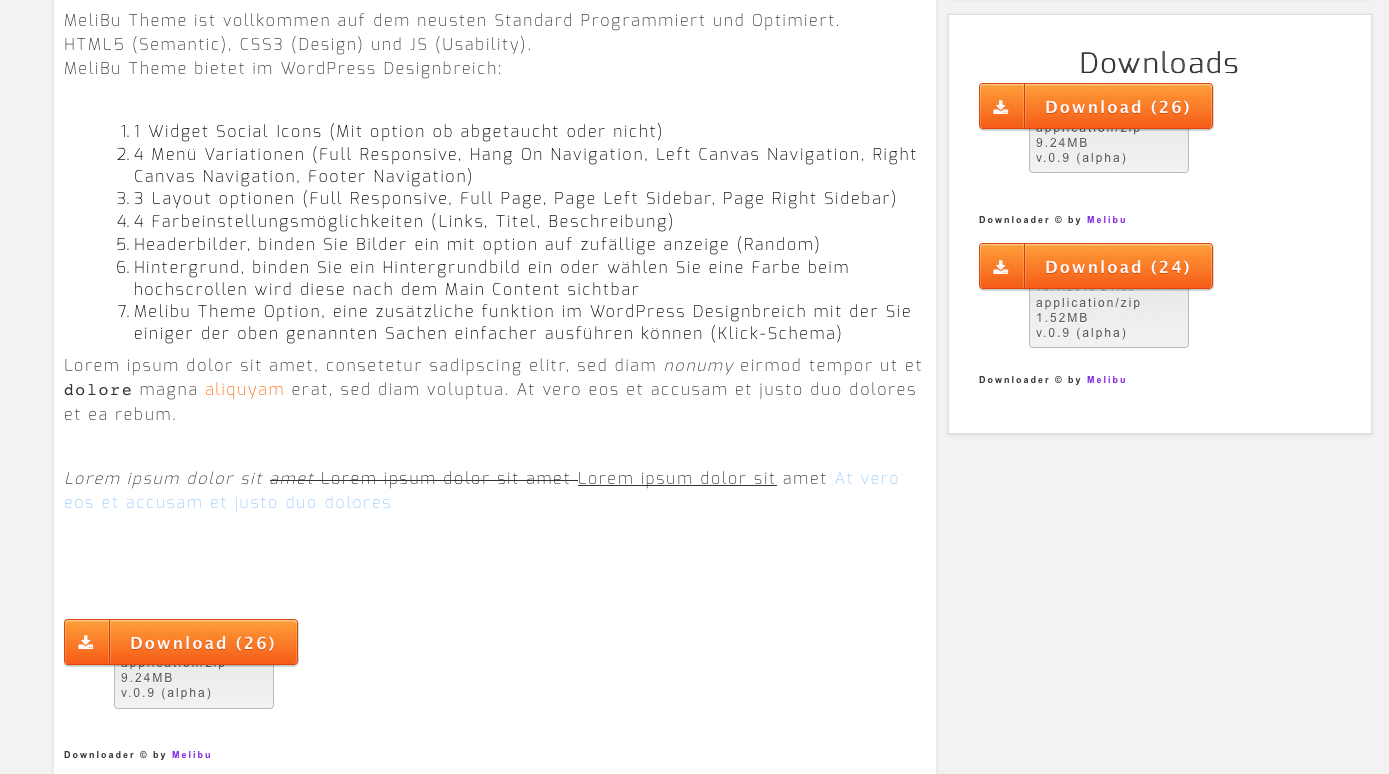 MeliBu Theme ist vollkommen auf dem neusten Standard Programmiert und Optimiert.
HTML5 (Semantic), CSS3 (Design) und JS (Usability).
MeliBu Theme bietet im WordPress Designbreich:
1. 1 Widget Social Icons (Mit option ob abgetaucht oder nicht)
2. 4 Menü Variationen (Full Responsive, Hang On Navigation, Left Canvas Navigation, Right
Canvas Navigation, Footer Navigation)
3. 3 Layout optionen (Full Responsive, Full Page, Page Left Sidebar, Page Right Sidebar)
4. 4 Farbeinstellungsmöglichkeiten (Links, Titel, Beschreibung)
5. Headerbilder, binden Sie Bilder ein mit option auf zufällige anzeige (Random)
6. Hintergrund, binden Sie ein Hintergrundbild ein oder wählen Sie eine Farbe beim
hochscrollen wird diese nach dem Main Content sichtbar
7. Melibu Theme Option, eine zusätzliche funktion im WordPress Designbreich mit der Sie
einiger der oben genannten Sachen einfacher ausführen können (Klick-Schema)
Lorem ipsum dolor sit amet, consetetur sadipscing elitr, sed diam nonumy eirmod tempor ut et
dolore magna aliquyam erat, sed diam voluptua. At vero eos et accusam et justo duo dolores
et ea rebum.
Lorem ipsum dolor sit amet Lorem ipsum dolor sit amet Lorem ipsum dolor sit amet At vero
eos et accusam et justo duo dolores
Download (26)
application/zip
9.24MB
v.0.9 (alpha)
Downloader © by Melibu
Downloads
Download (26)
application/zip
9.24MB
v.0.9 (alpha)
Downloader © by Melibu
Download (24)
application/zip
1.52MB
v.0.9 (alpha)
Downloader © by Melibu